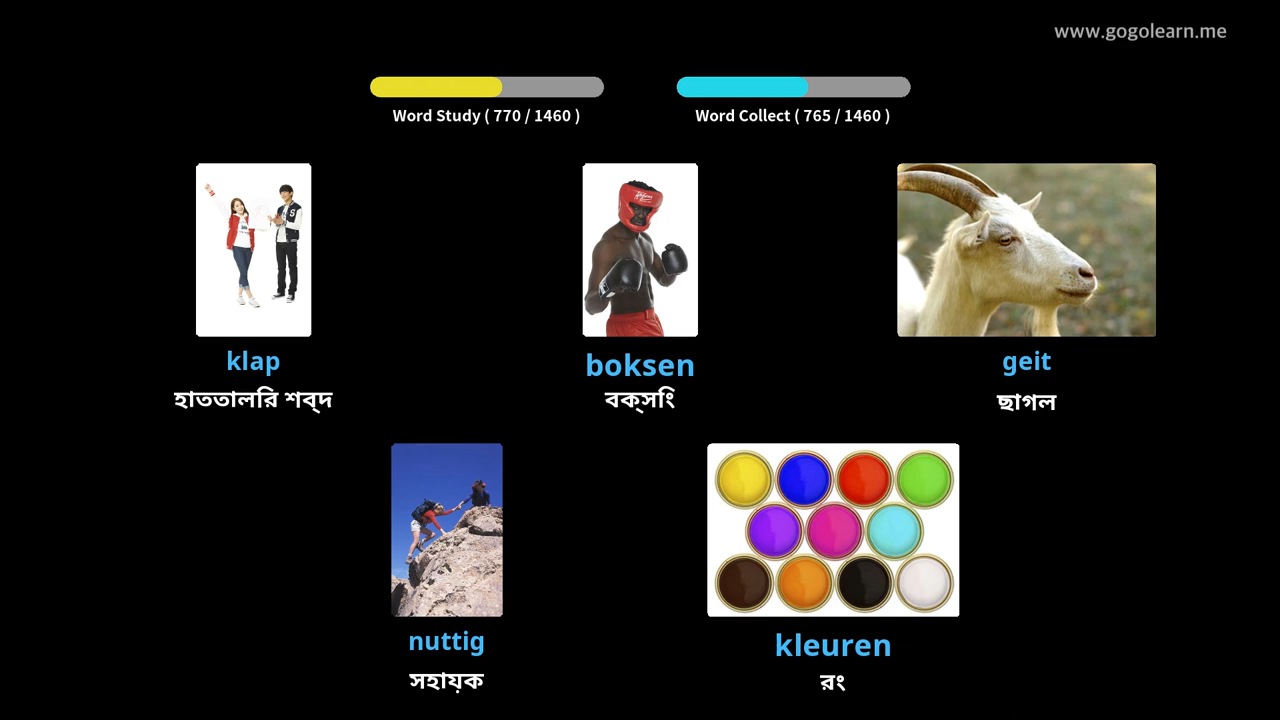 www.gogolearn.me
Word Study ( 770 / 1460 )
Word Collect ( 765 / 1460 )
klap
হাততালরি শব্দ
boksen
বক্সিং
geit
ছাগল
nuttig
সহায়ক
kleuren
রং